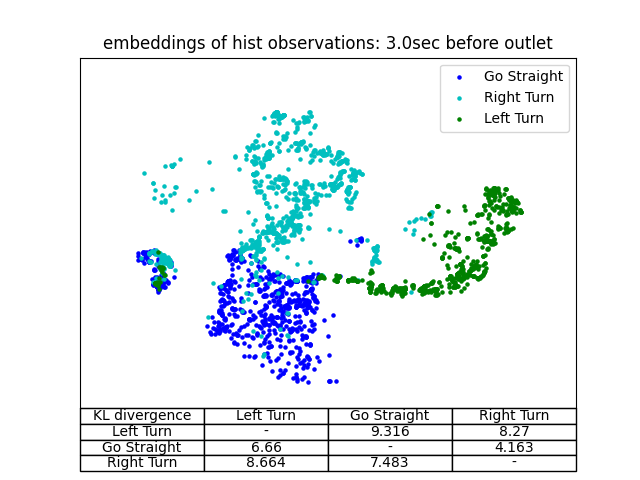 embeddings of hist observations: 3.0sec before outlet
Go Straight
Right Turn
Left Turn
KL divergence Left Turn Go Straight Right Turn
Left Turn - 9.316 8.27
Go Straight 6.66 - 4.163
Right Turn 8.664 7.483 -